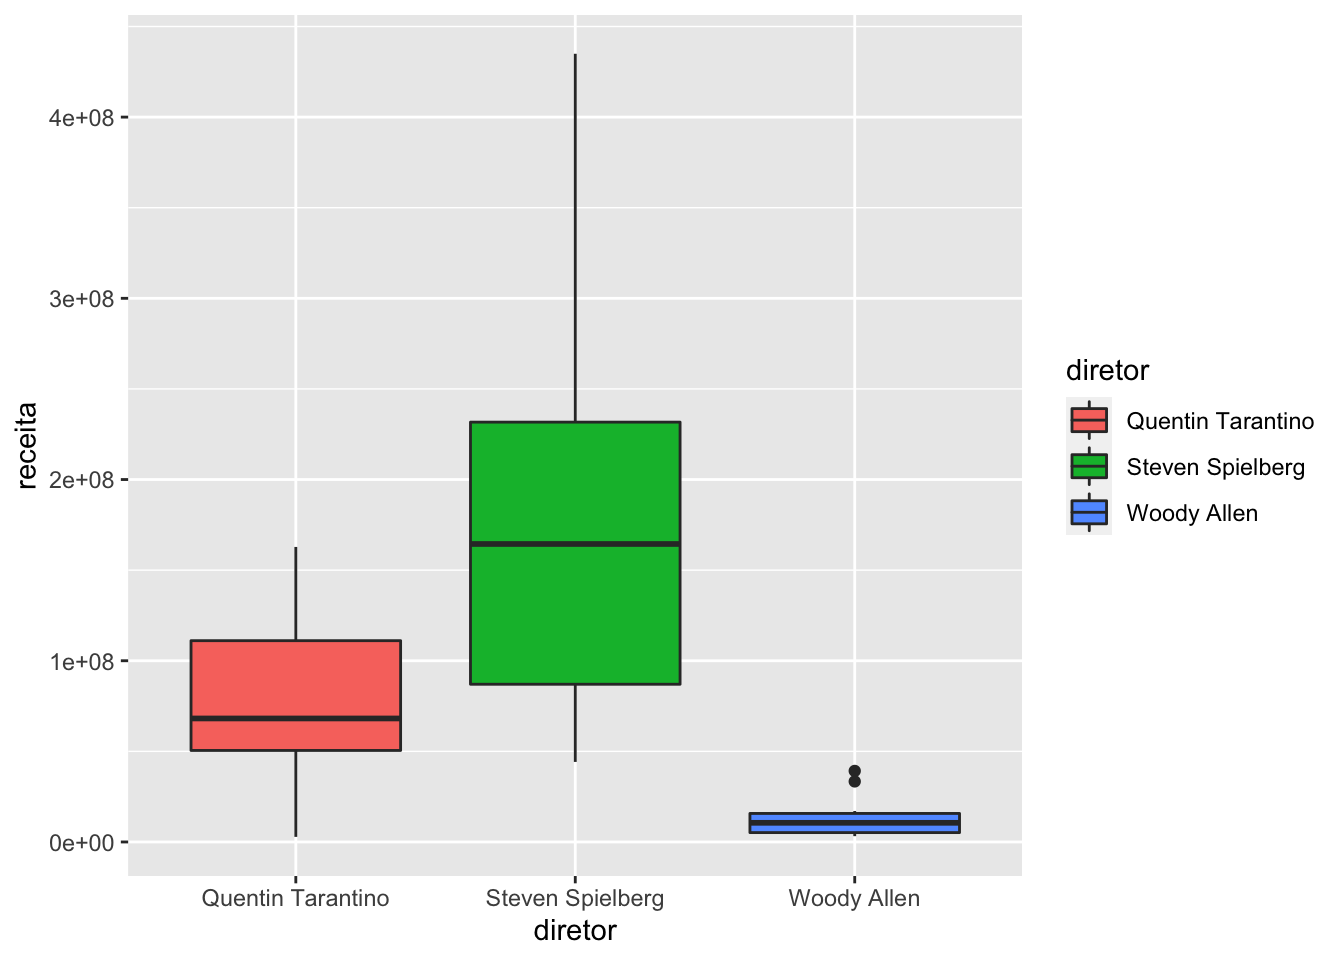 receita
4e+08
3e+08
2e+08
1e+08
0e+00
Quentin Tarantino
Steven Spielberg
Woody Allen
diretor
diretor
Quentin Tarantino
Steven Spielberg
Woody Allen